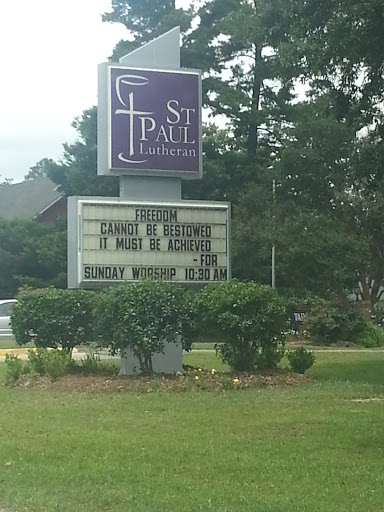 ST
PAUL
Lutheran
FREEDOM
CANNOT BE BESTOWED
IT MUST BE ACHIEVED
-FOR
SUNDAY WORSHIP 10:30 AM